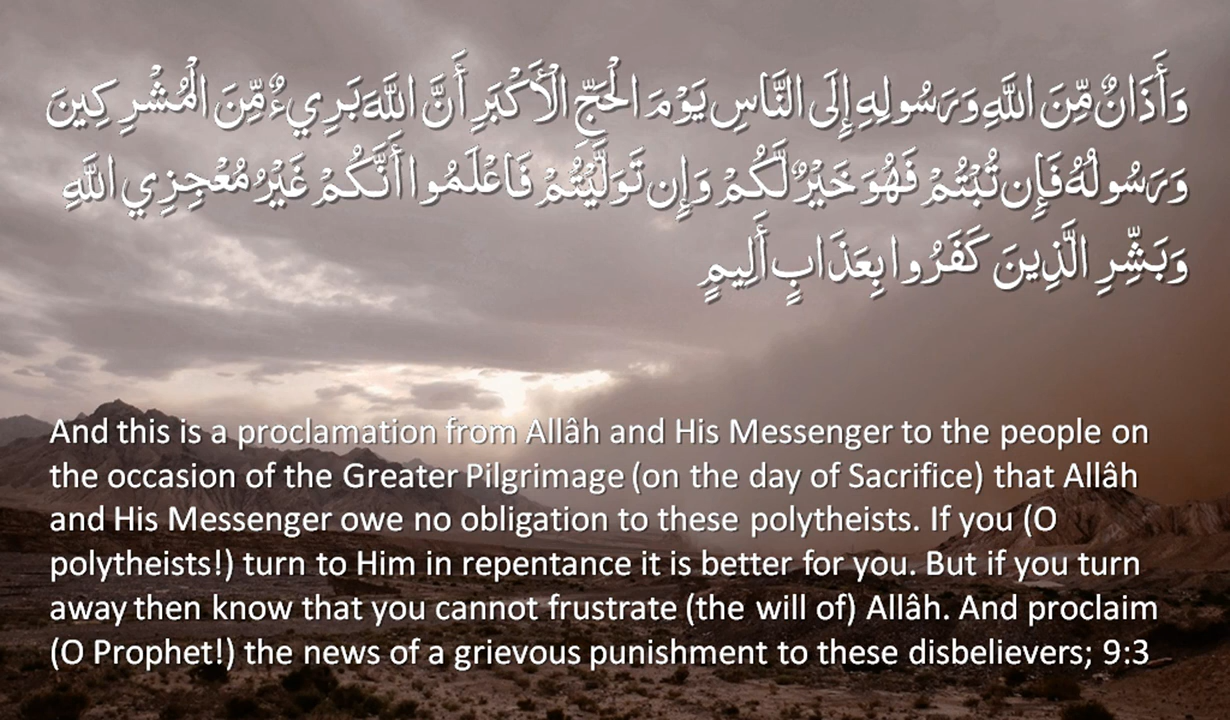 وَأَذَانٌ مِّنَ اللَّهِ وَرَسُولِهِ إِلَى النَّاسِ يَوْمَ الْحَجِّ الْأَكْبَرِ أَنَّ اللَّهَ بَرِيءٌ مِّنَ الْمُشْرِكِينَ
وَرَسُولُهُ فَإِن تُبْتُمْ فَهُوَ خَيْرٌ لَّكُمْ وَإِن تَوَلَّيْتُمْ فَاعْلَمُوا أَنَّكُمْ غَيْرُ مُعْجِزِي اللَّهِ
وَبَشِّرِ الَّذِينَ كَفَرُوا بِعَذَابٍ أَلِيمٍ
And this is a proclamation from Allâh and His Messenger to the people on
the occasion of the Greater Pilgrimage (on the day of Sacrifice) that Allâh
and His Messenger owe no obligation to these polytheists. If you (O
polytheists!) turn to Him in repentance it is better for you. But if you turn
away then know that you cannot frustrate (the will of) Allâh. And proclaim
(O Prophet!) the news of a grievous punishment to these disbelievers; 9:3